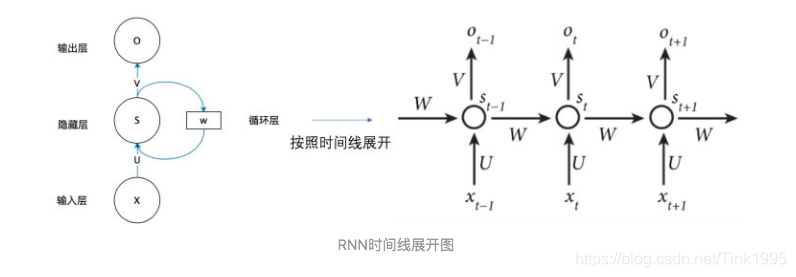 输出层
O
V
隐藏层
S
W
循环层
U
输入层
X
按照时间线展开
o t-1
o t
o t+1
V
V
V
W
s t-1
s t
s t+1
W
W
W
U
U
U
x t-1
x t
x t+1
RNN时间线展开图
https://blog.csdn.net/Tink1995